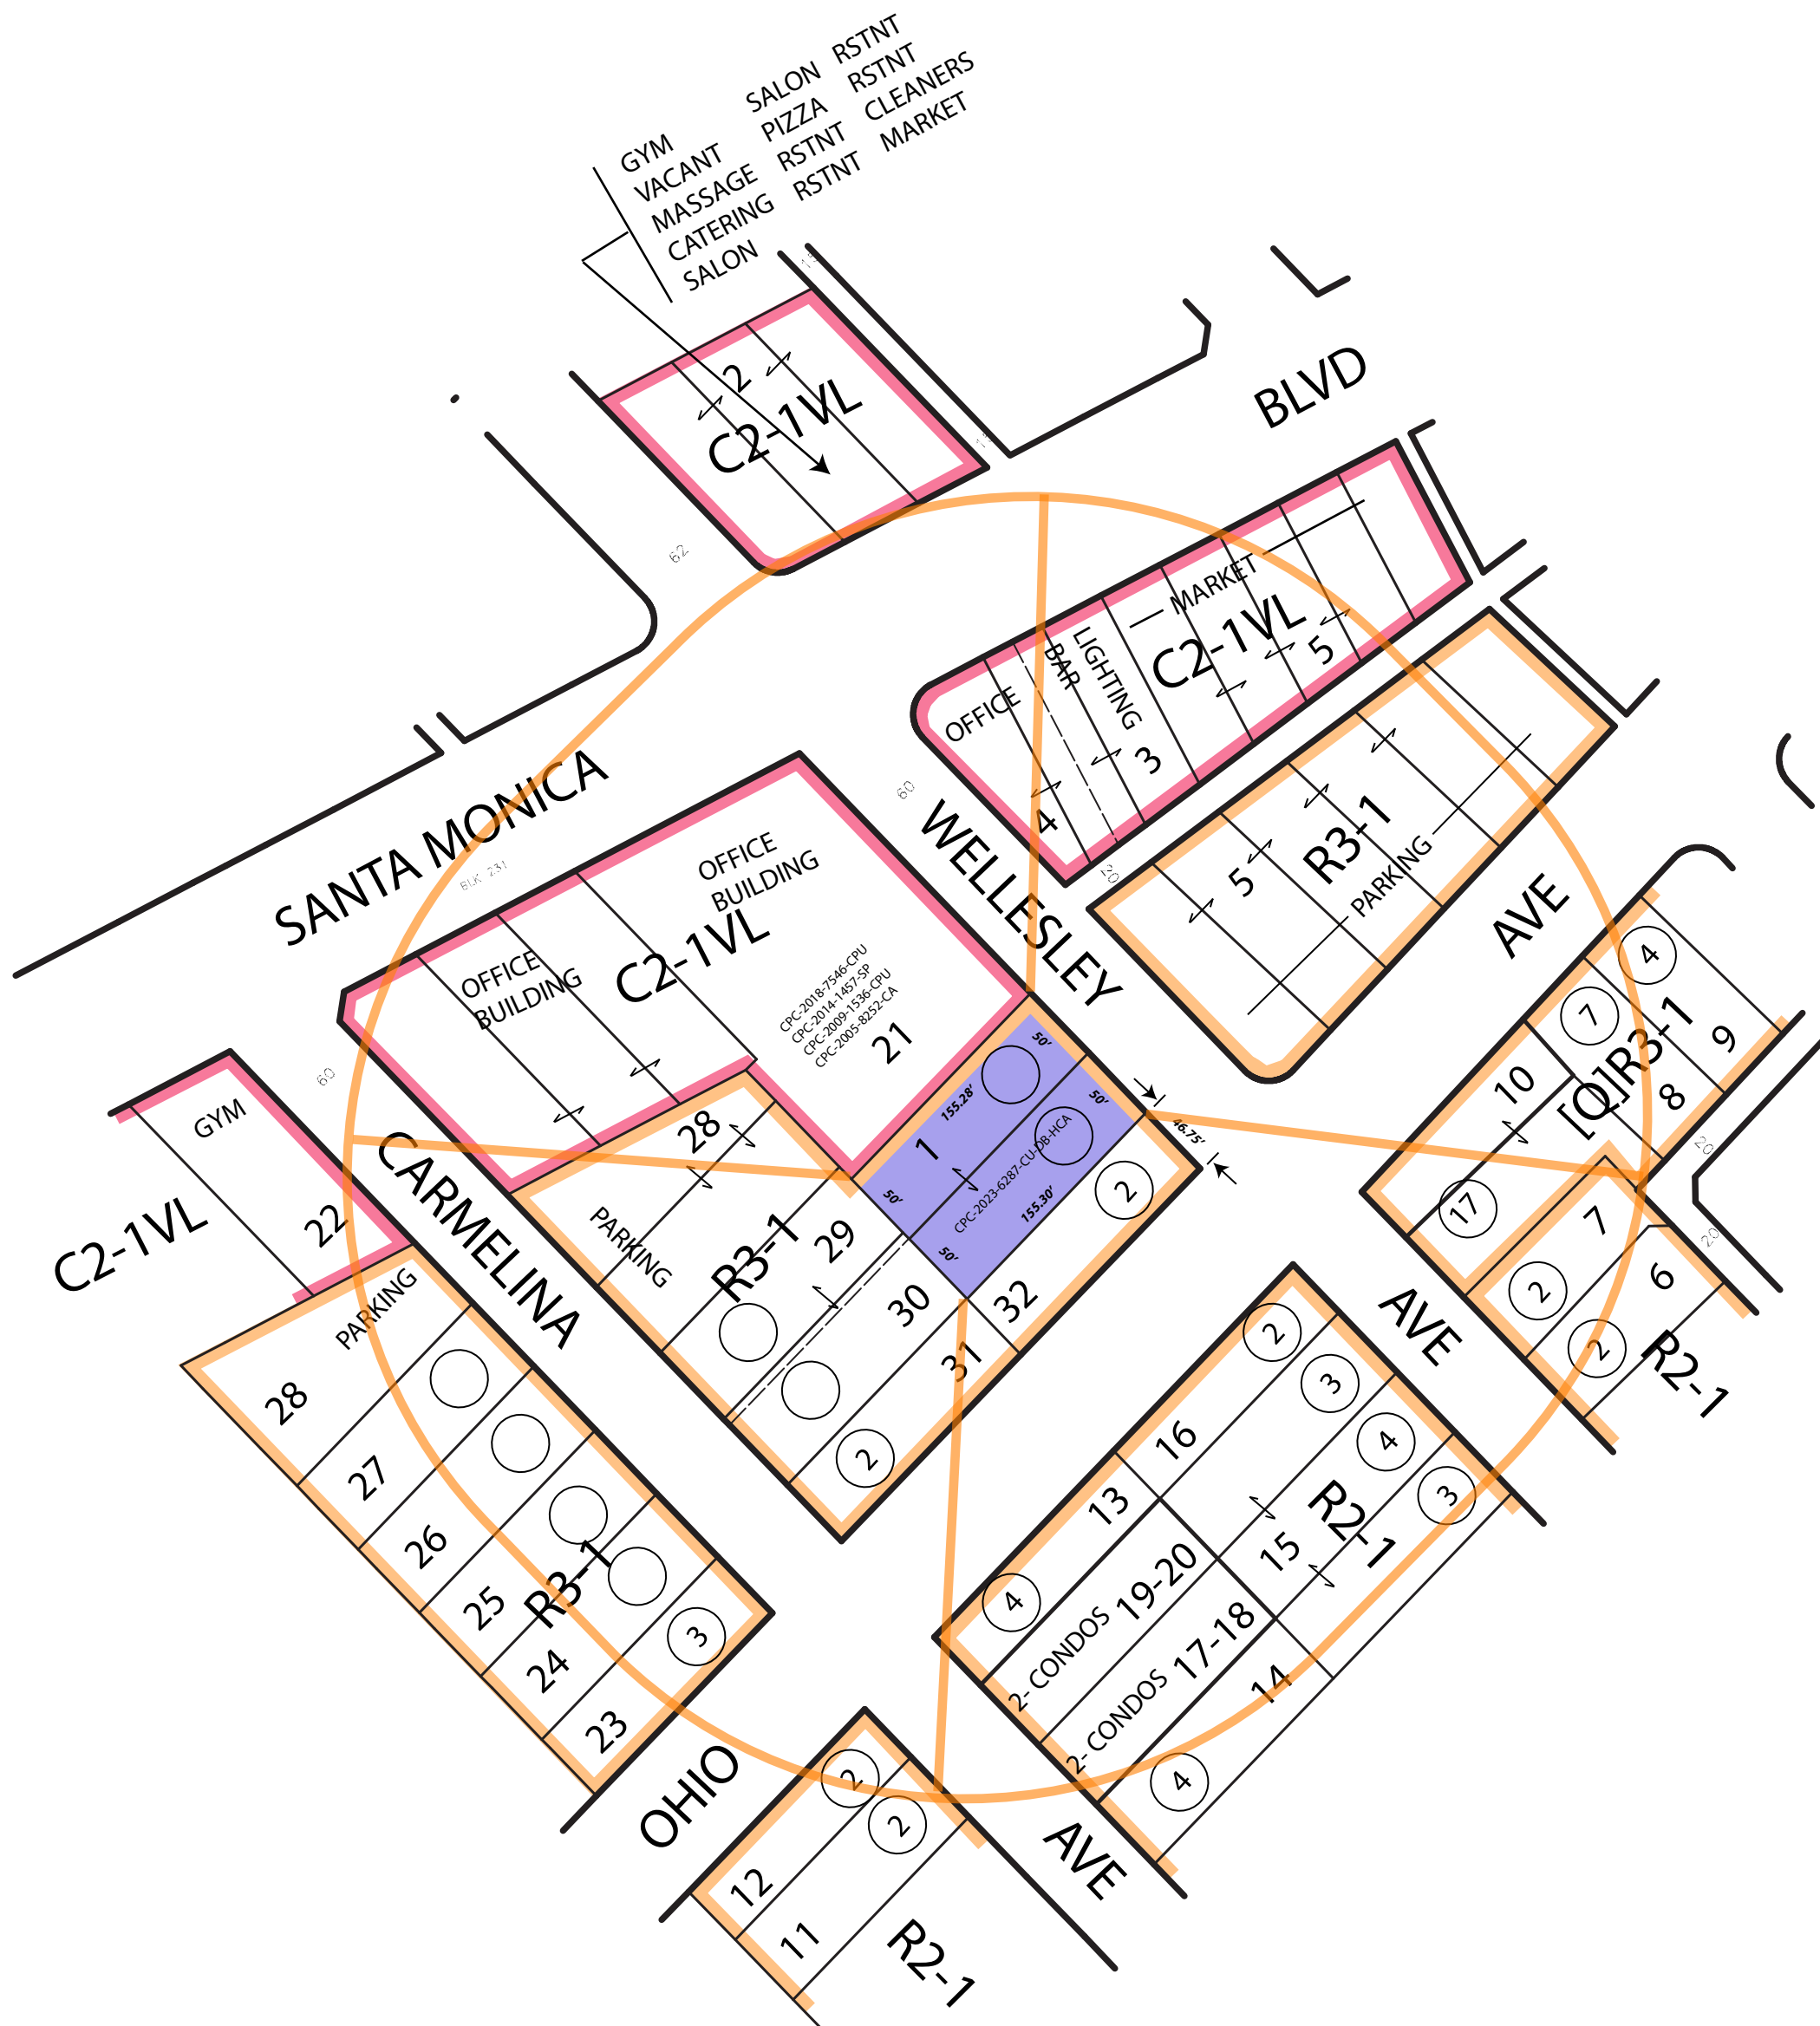 SALON RSTNT
GYM PIZZA RSTNT
VACANT RSTNT CLEANERS
MASSAGE RSTNT MARKET
CATERING
SALON
15
2
C2-1VL
15
62
BLVD
MARKET
C2-1VL
5
LIGHTING
BAR
OFFICE
3
4
60
20
SANTA MONICA
BLK 231
WELLESLEY
AVE
R3-1
5
PARKING
OFFICE
BUILDING
C2-1VL
OFFICE
BUILDING
CPC-2018-7546-CPU
CPC-2014-1457-SP
CPC-2009-1536-CPU
CPC-2005-8252-CA
21
60
GYM
22
C2-1VL
CARMELINA
28
PARKING
R3-1
29
30
31
32
2
2
1
50'
155.28'
50'
50'
CPC-2023-6287-CU-DB-HCA
155.30'
50'
46.75'
4
7
[Q]R3-1
9
8
10
17
20
20
7
2
6
2
R2-1
AVE
PARKING
28
27
26
25
R3-1
24
23
3
2
3
4
3
16
13
R2-1
15
4
2- CONDOS 19-20
2- CONDOS 17-18
14
4
OHIO
AVE
2
2
12
11
R2-1